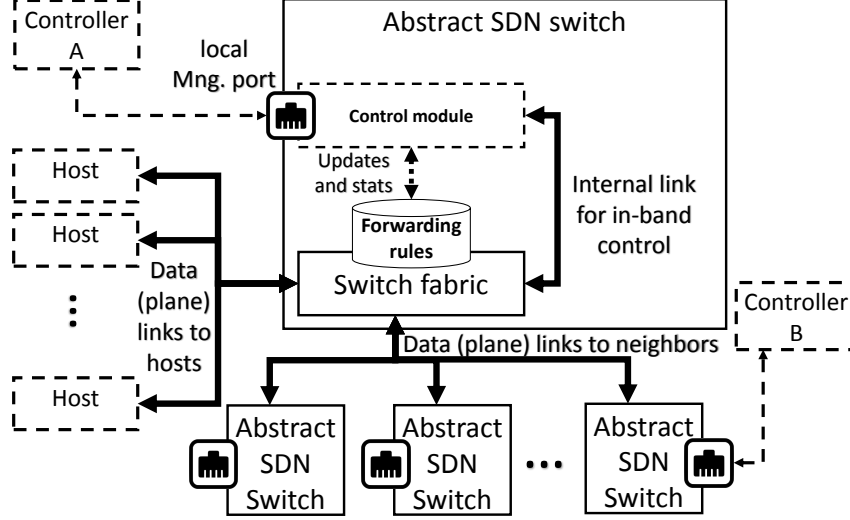 Controller
A
Abstract SDN switch
local
Mng. port
Control module
Updates
and stats
Internal link
for in-band
control
Forwarding
rules
Switch fabric
Host
Host
Host
Data
(plane)
links to
hosts
Controller
B
Data (plane) links to neighbors
Abstract
SDN
Switch
Abstract
SDN
Switch
Abstract
SDN
Switch